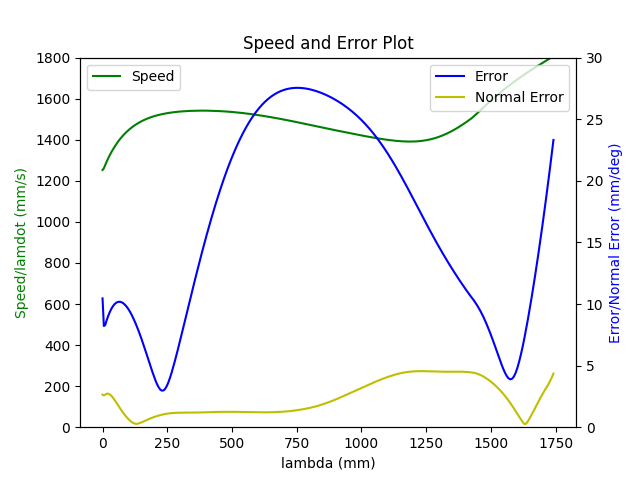 Speed and Error Plot
Speed
Error
Normal Error
1800
1600
1400
1200
1000
800
600
400
200
0
Speed/lamdot (mm/s)
30
25
20
15
10
5
0
Error/Normal Error (mm/deg)
0 250 500 750 1000 1250 1500 1750
lambda (mm)